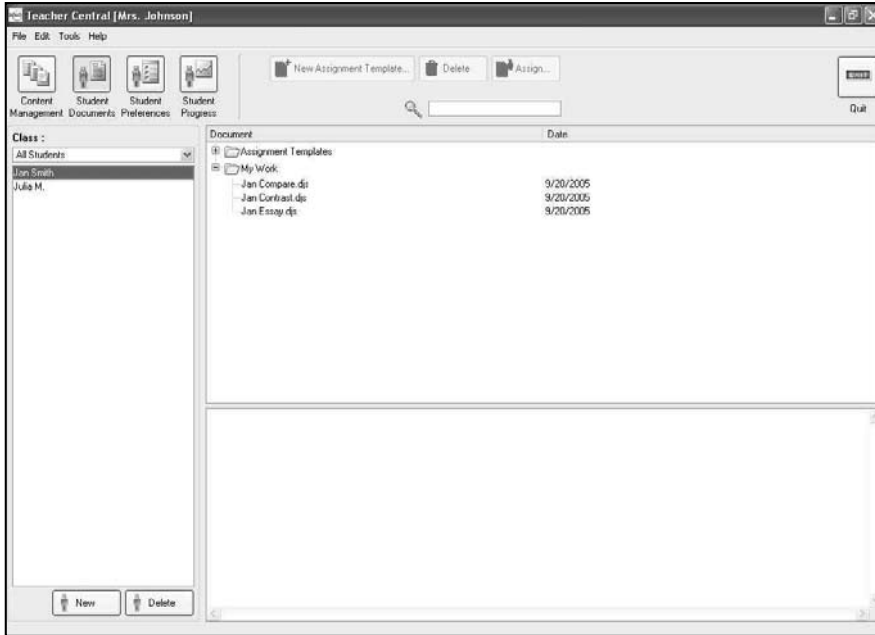 Teacher Central [Mrs. Johnson]
File Edit Tools Help
New Assignment Template... Delete Assign...
Content Management
Student Documents
Student Preferences
Student Progress
Quit
Class :
All Students
Jan Smith
Julia M.
Document Date
Assignment Templates
My Work
Jan Compare.djs 9/20/2005
Jan Contrast.djs 9/20/2005
Jan Essay.djs 9/20/2005
New Delete